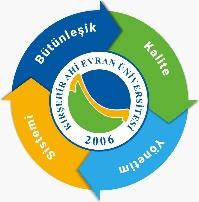 Bütünleşik
Kalite
Yönetim
Sistemi
KIRŞEHİR AHİ EVRAN ÜNİVERSİTESİ
2006